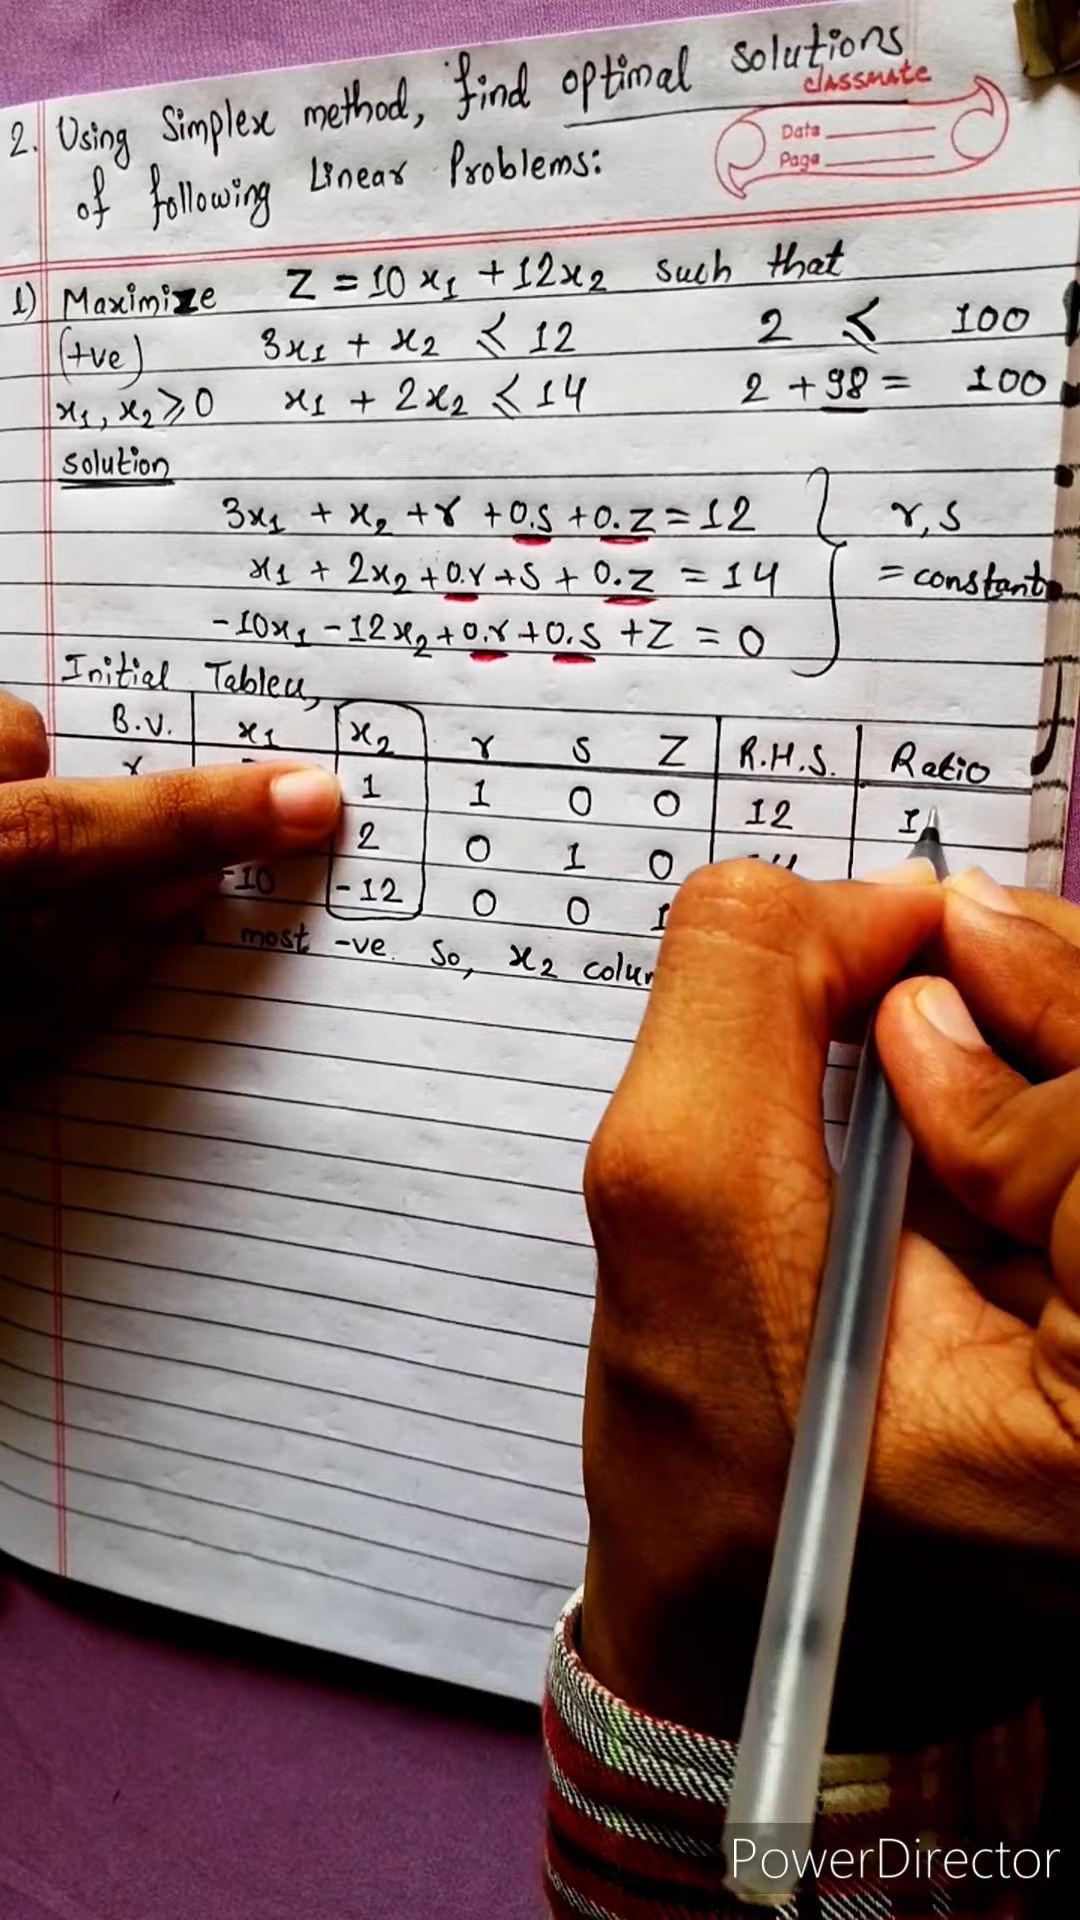 2. Using Simplex method, find optimal solutions
classmate
Date
Page
of following Linear Problems:
1) Maximize Z = 10x₁ + 12x₂ such that
(+ve) 3x₁ + x₂ ⩽ 12 2 ⩽ 100
x₁, x₂ ⩾ 0 x₁ + 2x₂ ⩽ 14 2 + 98 = 100
Solution
3x₁ + x₂ + r + 0.s + 0.z = 12 } r, s
x₁ + 2x₂ + 0.r + s + 0.z = 14 = constant
-10x₁ - 12x₂ + 0.r + 0.s + Z = 0
Initial Tableu,
B.V. x₁ x₂ r s Z R.H.S. Ratio
r 1 1 0 0 12 1
2 0 1 0
-10 -12 0 0 1
most -ve. So, x₂
PowerDirector